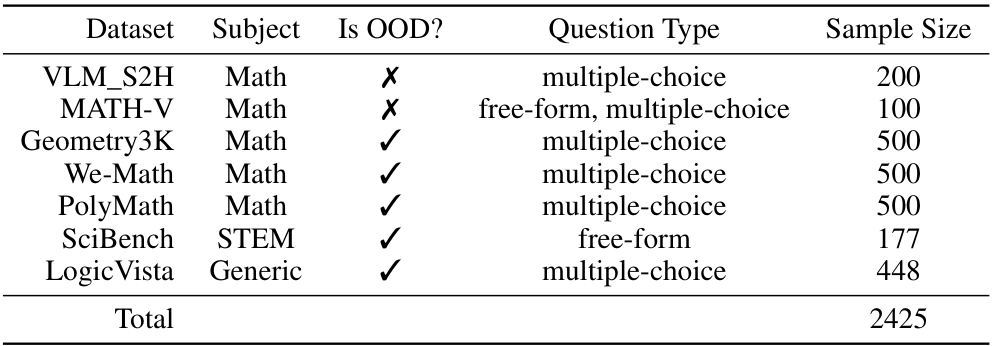 Dataset Subject Is OOD? Question Type Sample Size
VLM_S2H Math ✗ multiple-choice 200
MATH-V Math ✗ free-form, multiple-choice 100
Geometry3K Math ✓ multiple-choice 500
We-Math Math ✓ multiple-choice 500
PolyMath Math ✓ multiple-choice 500
SciBench STEM ✓ free-form 177
LogicVista Generic ✓ multiple-choice 448
Total 2425